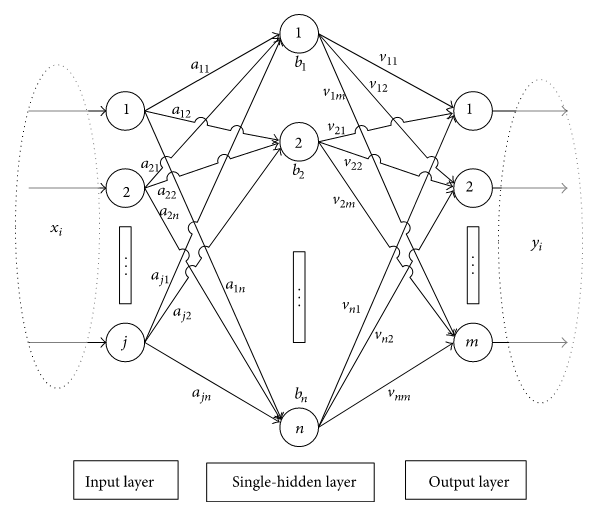 1
b1
a11
v11
v12
v1m
1
a12
v21
1
2
b2
a21
v22
2
a22
a2n
v2m
2
xi
yi
...
...
...
aj1
a1n
vn1
aj2
vn2
j
m
ajn
bn
vnm
n
Input layer
Single-hidden layer
Output layer